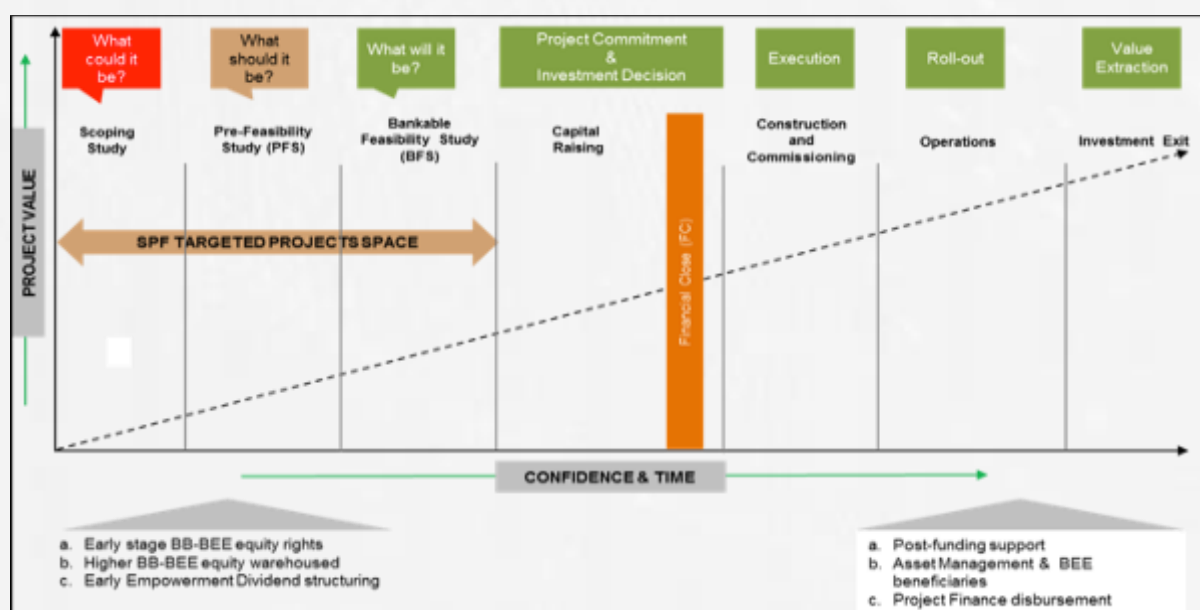 What
could it
be?
What
should it
be?
What will it
be?
Project Commitment
&
Investment Decision
Execution
Roll-out
Value
Extraction
Scoping
Study
Pre-Feasibility
Study (PFS)
Bankable
Feasibility Study
(BFS)
Capital
Raising
Construction
and
Commissioning
Operations
Investment Exit
SPF TARGETED PROJECTS SPACE
PROJECT VALUE
Financial Close (FC)
CONFIDENCE & TIME
a. Early stage BB-BEE equity rights
b. Higher BB-BEE equity warehoused
c. Early Empowerment Dividend structuring
a. Post-funding support
b. Asset Management & BEE
beneficiaries
c. Project Finance disbursement